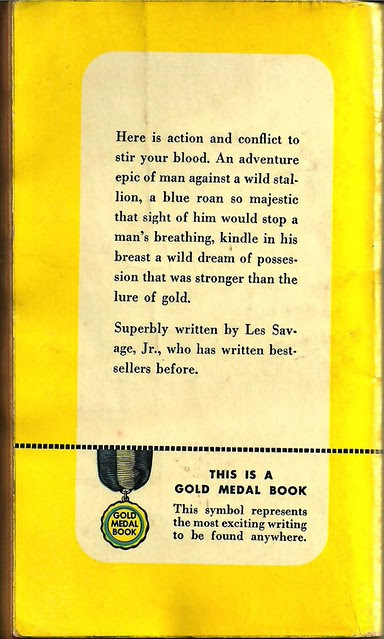 Here is action and conflict to
stir your blood. An adventure
epic of man against a wild stal-
lion, a blue roan so majestic
that sight of him would stop a
man's breathing, kindle in his
breast a wild dream of posses-
sion that was stronger than the
lure of gold.
Superbly written by Les Sav-
age, Jr., who has written best-
sellers before.
GOLD
MEDAL
BOOK
THIS IS A
GOLD MEDAL BOOK
This symbol represents
the most exciting writing
to be found anywhere.